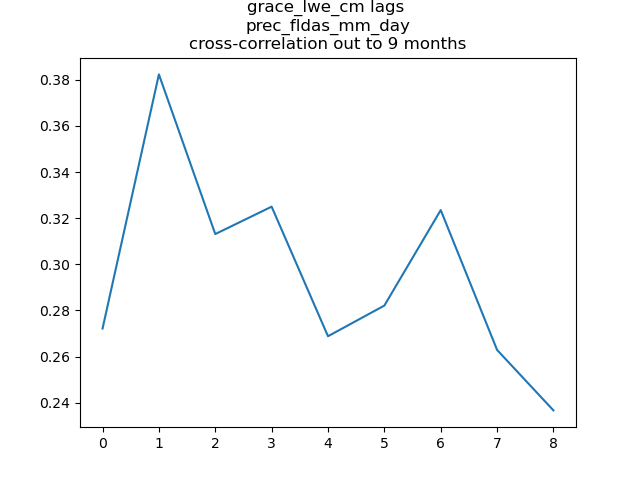 grace_lwe_cm lags
prec_fldas_mm_day
cross-correlation out to 9 months
0.38
0.36
0.34
0.32
0.30
0.28
0.26
0.24
0 1 2 3 4 5 6 7 8